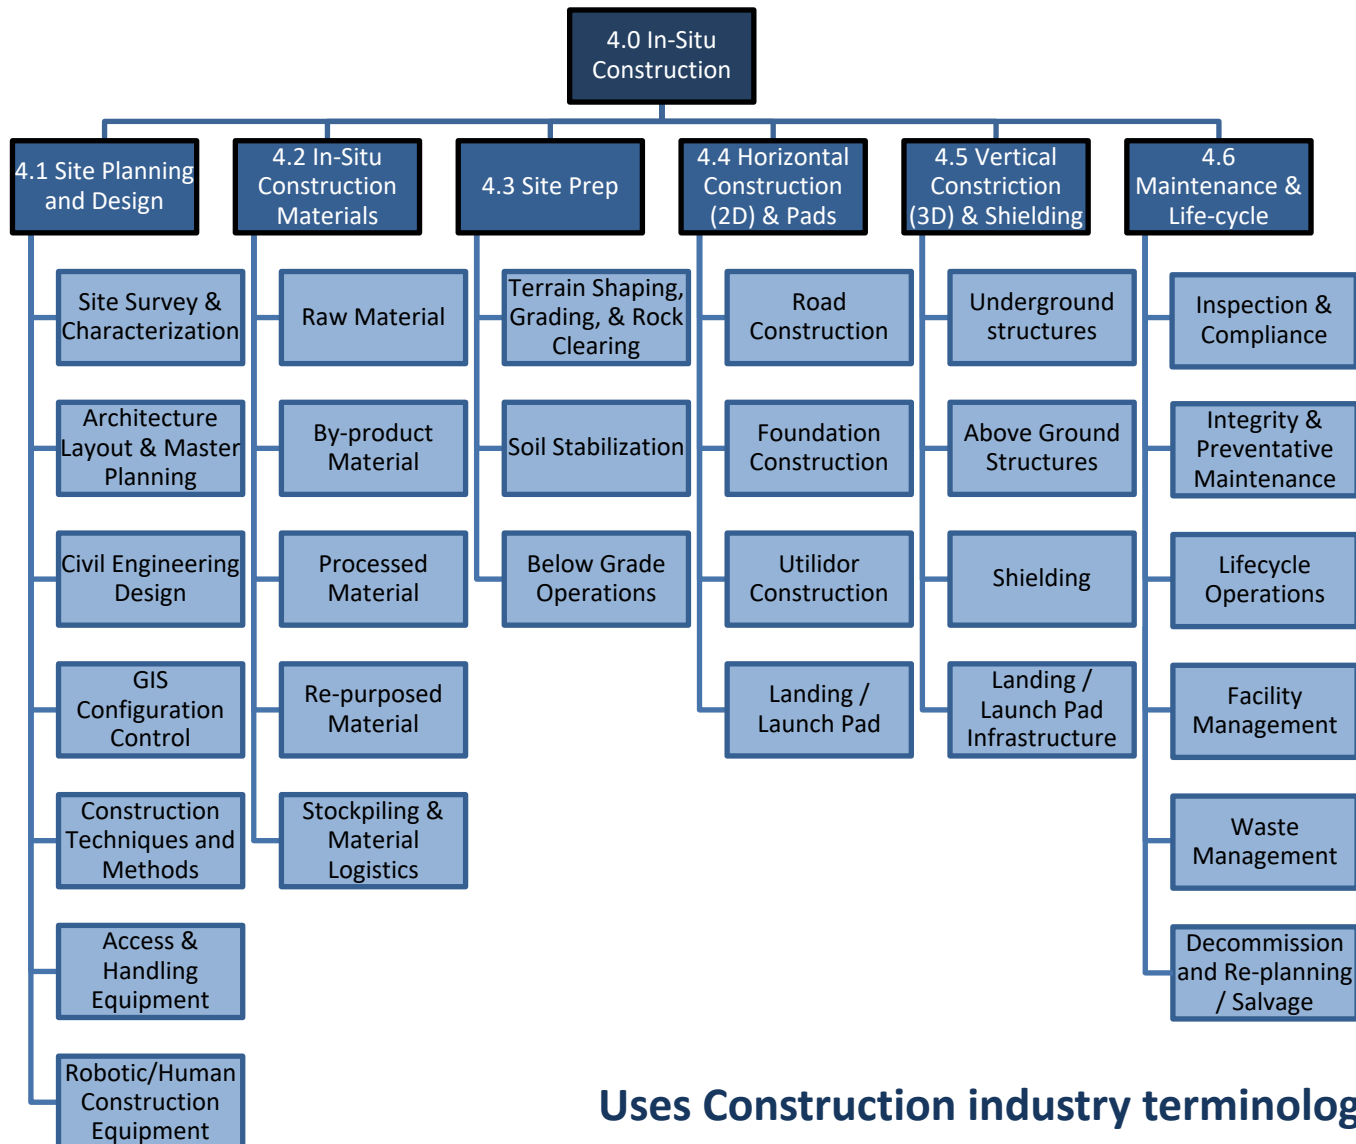 4.0 In-Situ
Construction
4.1 Site Planning
and Design
4.2 In-Situ
Construction
Materials
4.3 Site Prep
4.4 Horizontal
Construction
(2D) & Pads
4.5 Vertical
Constriction
(3D) & Shielding
4.6
Maintenance &
Life-cycle
Site Survey &
Characterization
Architecture
Layout & Master
Planning
Civil Engineering
Design
GIS
Configuration
Control
Construction
Techniques and
Methods
Access &
Handling
Equipment
Robotic/Human
Construction
Equipment
Raw Material
By-product
Material
Processed
Material
Re-purposed
Material
Stockpiling &
Material
Logistics
Terrain Shaping,
Grading, & Rock
Clearing
Soil Stabilization
Below Grade
Operations
Road
Construction
Foundation
Construction
Utilidor
Construction
Landing /
Launch Pad
Underground
structures
Above Ground
Structures
Shielding
Landing /
Launch Pad
Infrastructure
Inspection &
Compliance
Integrity &
Preventative
Maintenance
Lifecycle
Operations
Facility
Management
Waste
Management
Decommission
and Re-planning
/ Salvage
Uses Construction industry terminolog